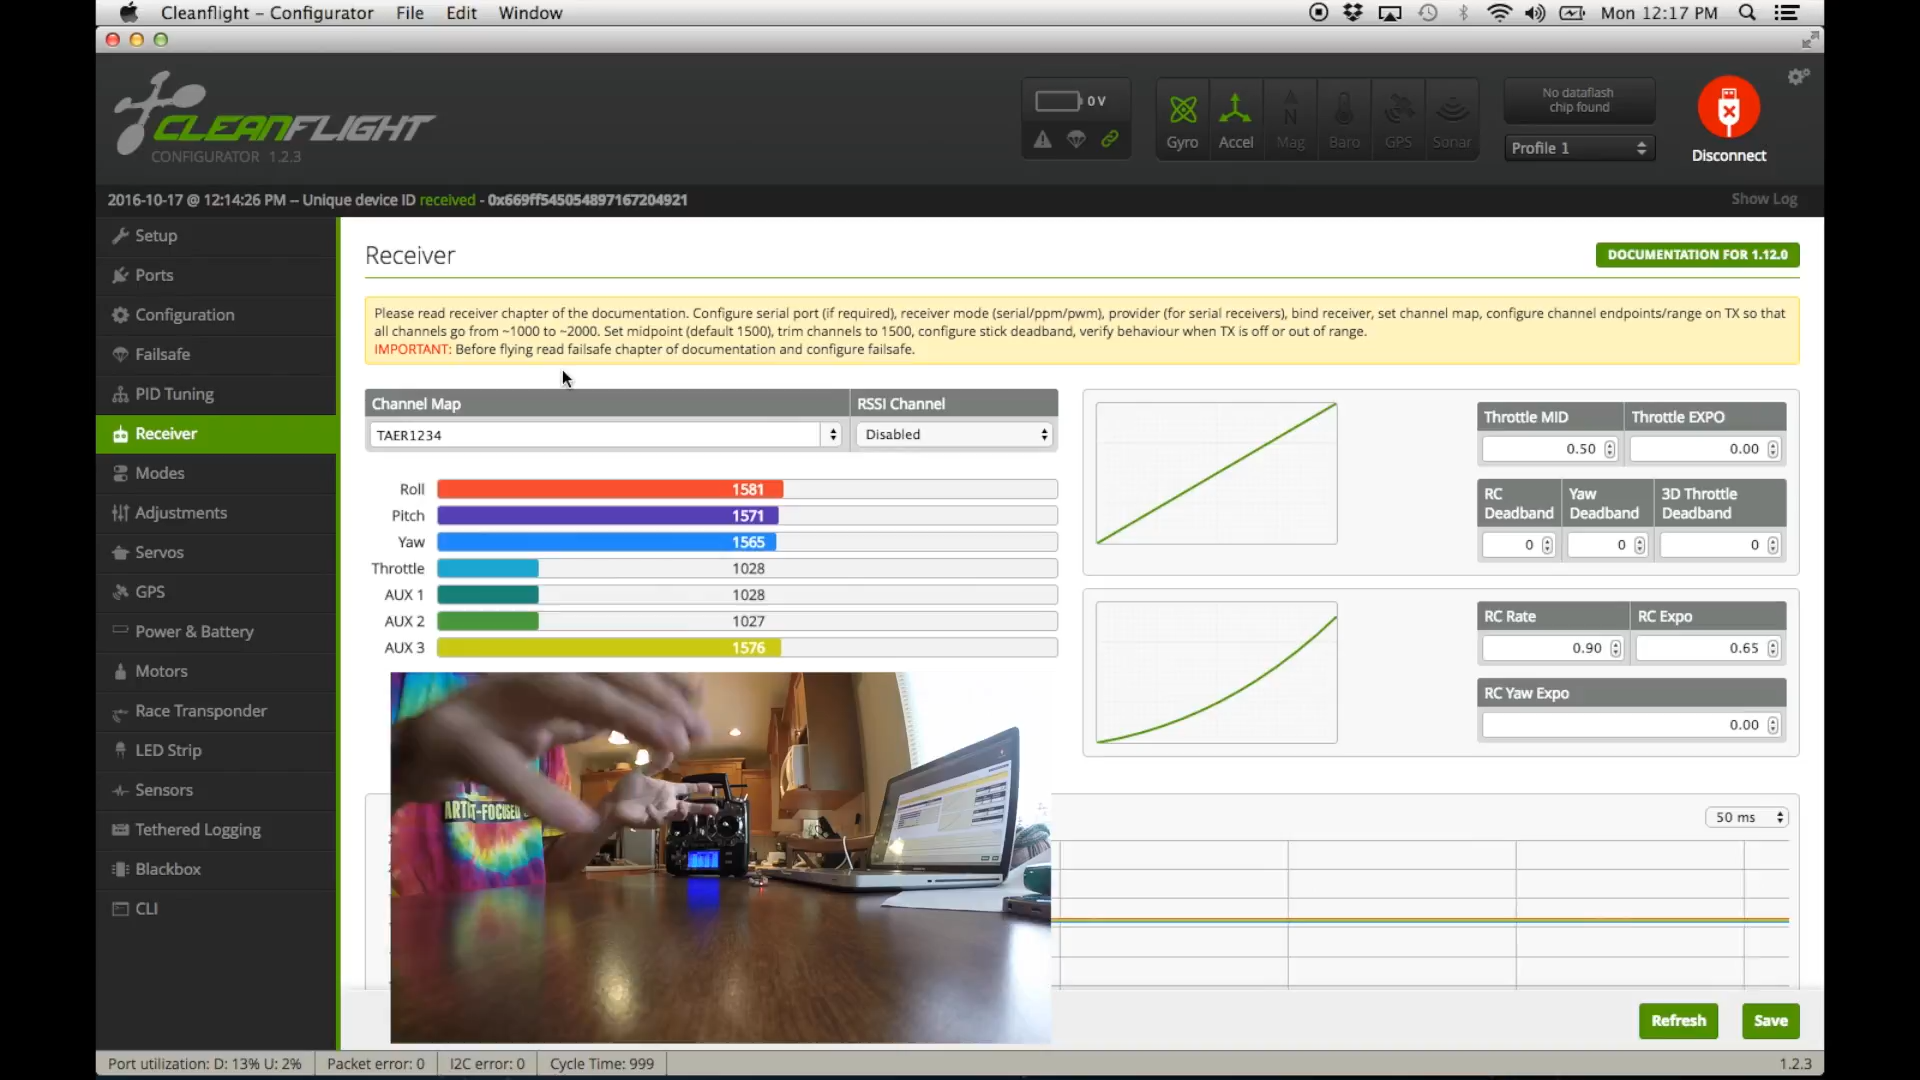 Cleanflight - Configurator File Edit Window Mon 12:17 PM
CLEANFLIGHT
CONFIGURATOR 1.2.3
0 V
Gyro Accel Mag Baro GPS Sonar
No dataflash
chip found
Profile 1
Disconnect
2016-10-17 @ 12:14:26 PM -- Unique device ID received - 0x669ff545054897167204921
Show Log
Setup
Ports
Configuration
Failsafe
PID Tuning
Receiver
Modes
Adjustments
Servos
GPS
Power & Battery
Motors
Race Transponder
LED Strip
Sensors
Tethered Logging
Blackbox
CLI
Receiver
DOCUMENTATION FOR 1.12.0
Please read receiver chapter of the documentation. Configure serial port (if required), receiver mode (serial/ppm/pwm), provider (for serial receivers), bind receiver, set channel map, configure channel endpoints/range on TX so that
all channels go from ~1000 to ~2000. Set midpoint (default 1500), trim channels to 1500, configure stick deadband, verify behaviour when TX is off or out of range.
IMPORTANT: Before flying read failsafe chapter of documentation and configure failsafe.
Channel Map RSSI Channel
TAER1234 Disabled
Roll 1581
Pitch 1571
Yaw 1565
Throttle 1028
AUX 1 1028
AUX 2 1027
AUX 3 1576
Throttle MID Throttle EXPO
0.50 0.00
RC Deadband Yaw Deadband 3D Throttle Deadband
0 0 0
RC Rate RC Expo
0.90 0.65
RC Yaw Expo
0.00
50 ms
ARTIST-FOCUSED
Refresh Save
Port utilization: D: 13% U: 2% Packet error: 0 I2C error: 0 Cycle Time: 999 1.2.3